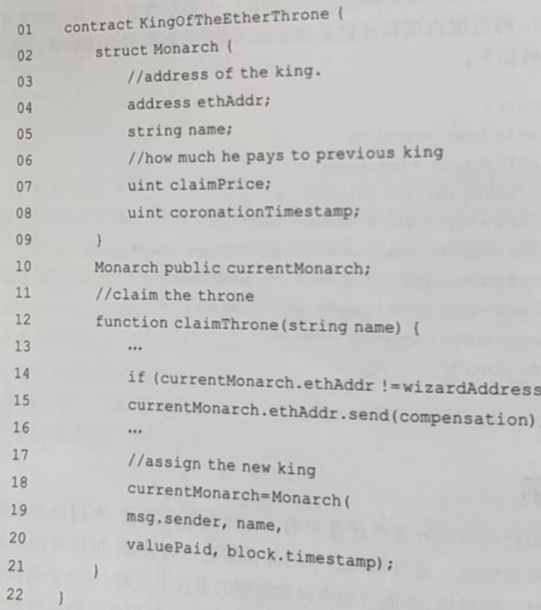 01 contract KingOfTheEtherThrone {
02 struct Monarch {
03 //address of the king.
04 address ethAddr;
05 string name;
06 //how much he pays to previous king
07 uint claimPrice;
08 uint coronationTimestamp;
09 }
10 Monarch public currentMonarch;
11 //claim the throne
12 function claimThrone(string name) {
13 …
14 if (currentMonarch.ethAddr !=wizardAddress
15 currentMonarch.ethAddr.send(compensation)
16 …
17 //assign the new king
18 currentMonarch=Monarch(
19 msg.sender, name,
20 valuePaid, block.timestamp);
21 }
22 }